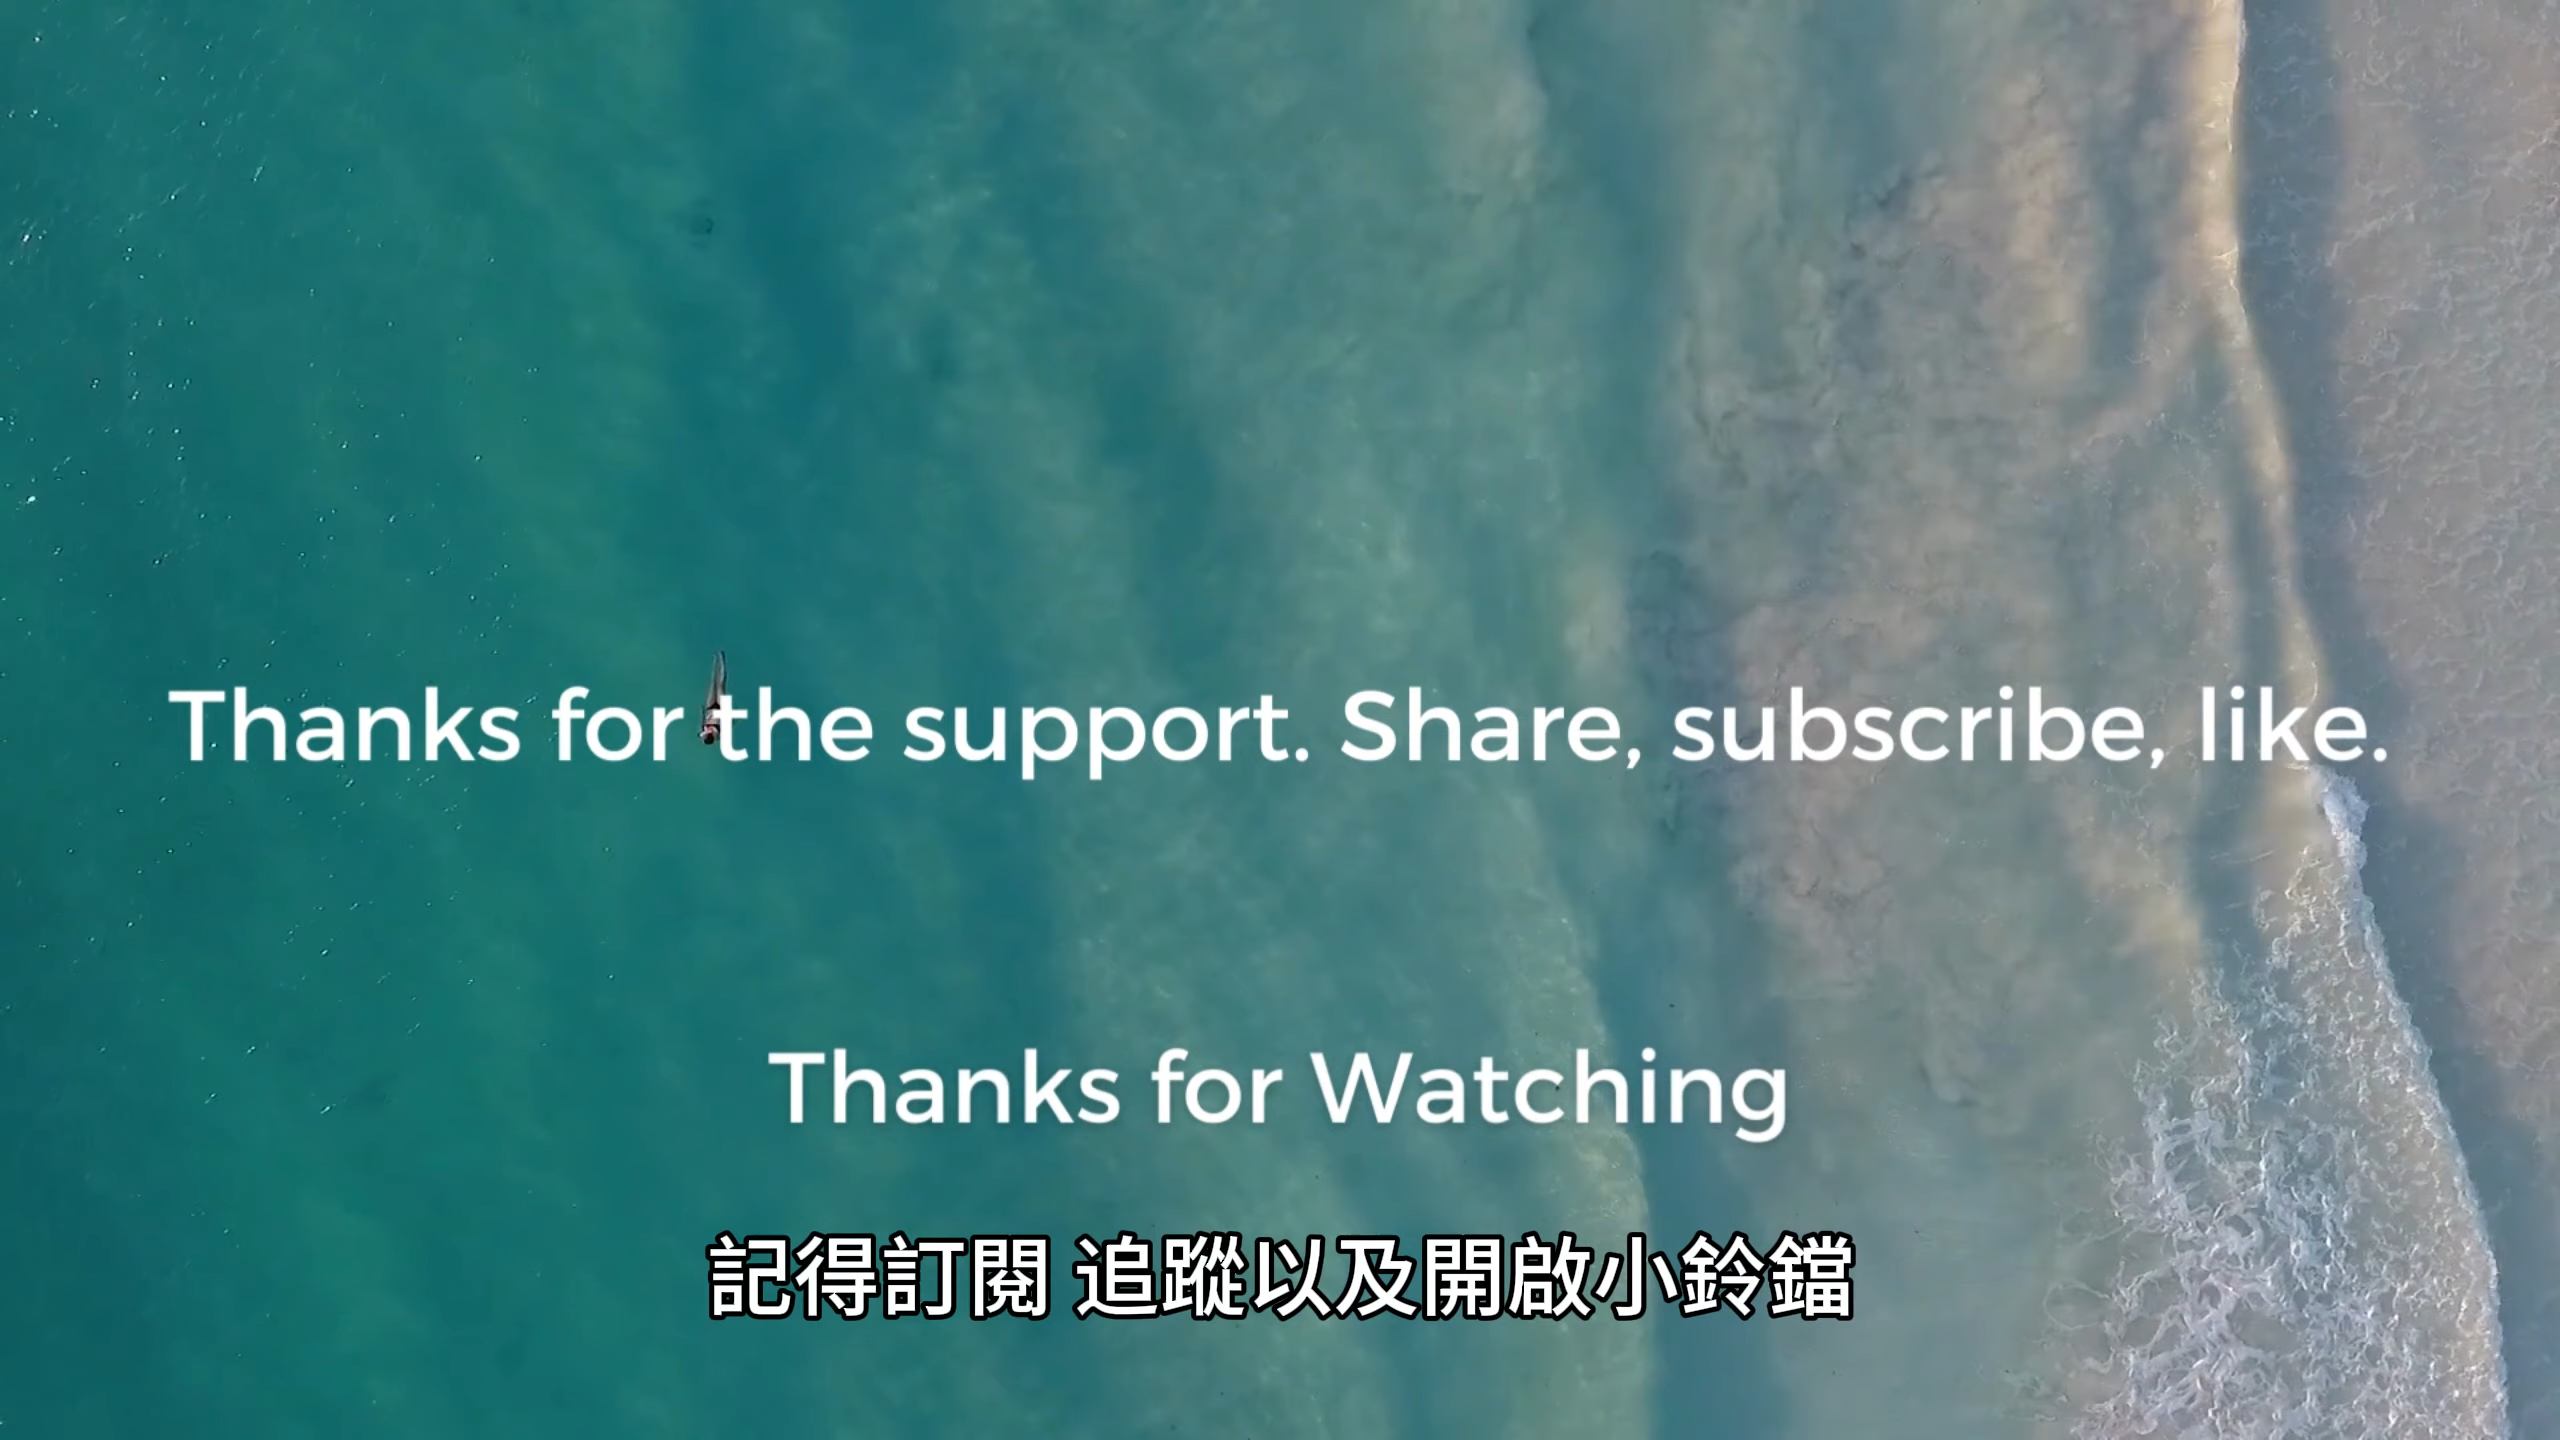 Thanks for the support. Share, subscribe, like.
Thanks for Watching
記得訂閱 追蹤以及開啟小鈴鐺